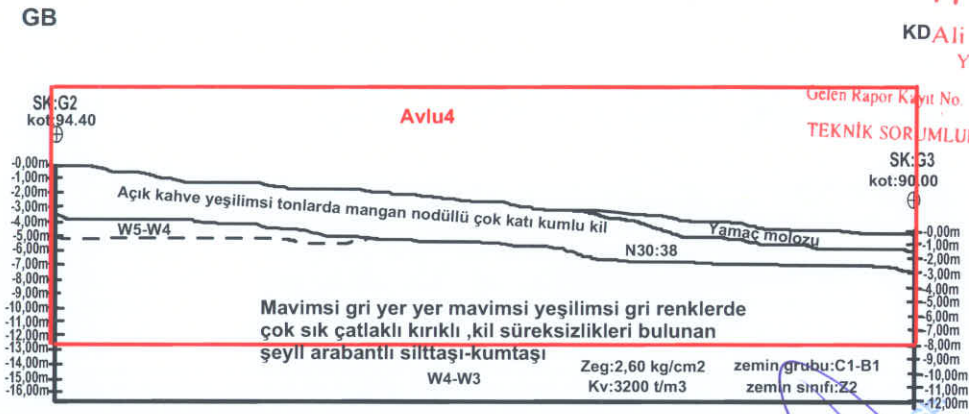 GB
KD
Ali
Y
Gelen Rapor Kayıt No.
TEKNİK SORUMLU
SK:G2
kot:94.40
Avlu4
SK:G3
kot:90.00
-0,00m
-1,00m
-2,00m
-3,00m
-4,00m
-5,00m
-6,00m
-7,00m
-8,00m
-9,00m
-10,00m
-11,00m
-12,00m
-13,00m
-14,00m
-15,00m
-16,00m
Açık kahve yeşilimsi tonlarda mangan nodüllü çok katı kumlu kil
W5-W4
Yamaç molozu
N30:38
Mavimsi gri yer yer mavimsi yeşilimsi gri renklerde
çok sık çatlaklı kırıklı ,kil süreksizlikleri bulunan
şeyll arabantlı silttaşı-kumtaşı
W4-W3
Zeg:2,60 kg/cm2
zemin grubu:C1-B1
Kv:3200 t/m3
zemin sınıfı:Z2
-0,00m
-1,00m
-2,00m
-3,00m
-4,00m
-5,00m
-6,00m
-7,00m
-8,00m
-9,00m
-10,00m
-11,00m
-12,00m